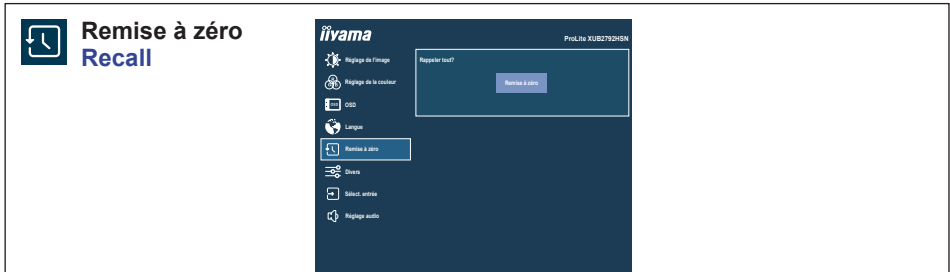 Remise à zéro
Recall
iiyama
ProLite XUB2792HSN
Réglage de l'image
Rappeler tout?
Réglage de la couleur
Remise à zéro
OSD
OSD
Langue
Remise à zéro
Divers
Sélect. entrée
Réglage audio